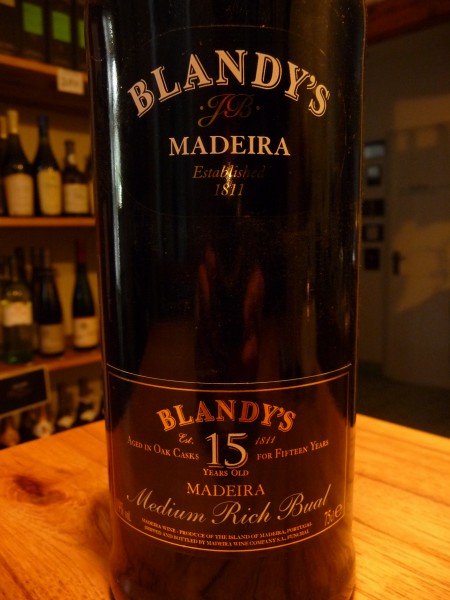 BLANDY'S
·JB·
MADEIRA
Established
1811
BLANDY'S
Est. 1811
AGED IN OAK CASKS 15 FOR FIFTEEN YEARS
YEARS OLD
MADEIRA
Medium Rich Bual
MADEIRA WINE - PRODUCE OF THE ISLAND OF MADEIRA, PORTUGAL
SHIPPED AND BOTTLED BY MADEIRA WINE COMPANY S.A., FUNCHAL
75cl e